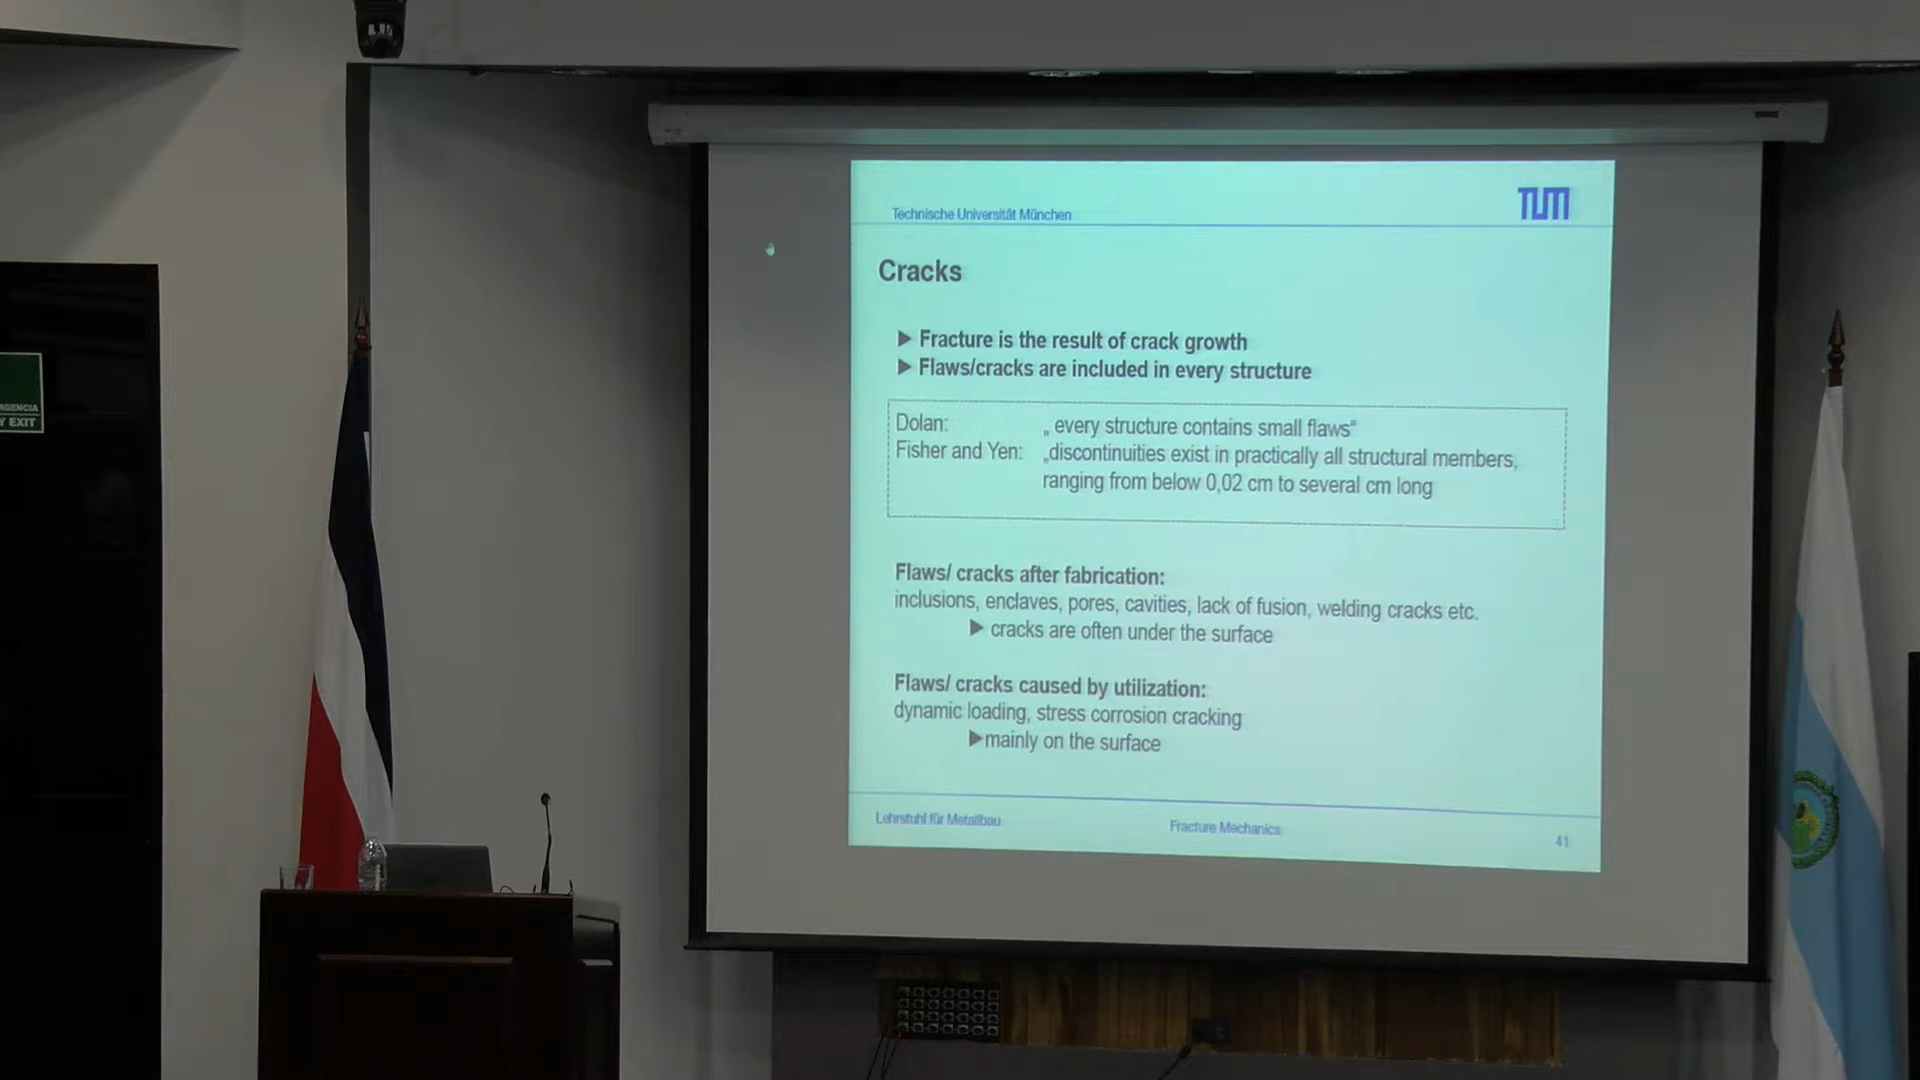 RGENCIA
Y EXIT
Technische Universität München
TUM
Cracks
▶ Fracture is the result of crack growth
▶ Flaws/cracks are included in every structure
Dolan: „ every structure contains small flaws“
Fisher and Yen: „discontinuities exist in practically all structural members,
ranging from below 0,02 cm to several cm long
Flaws/ cracks after fabrication:
inclusions, enclaves, pores, cavities, lack of fusion, welding cracks etc.
▶ cracks are often under the surface
Flaws/ cracks caused by utilization:
dynamic loading, stress corrosion cracking
▶mainly on the surface
Lehrstuhl für Metallbau Fracture Mechanics 41